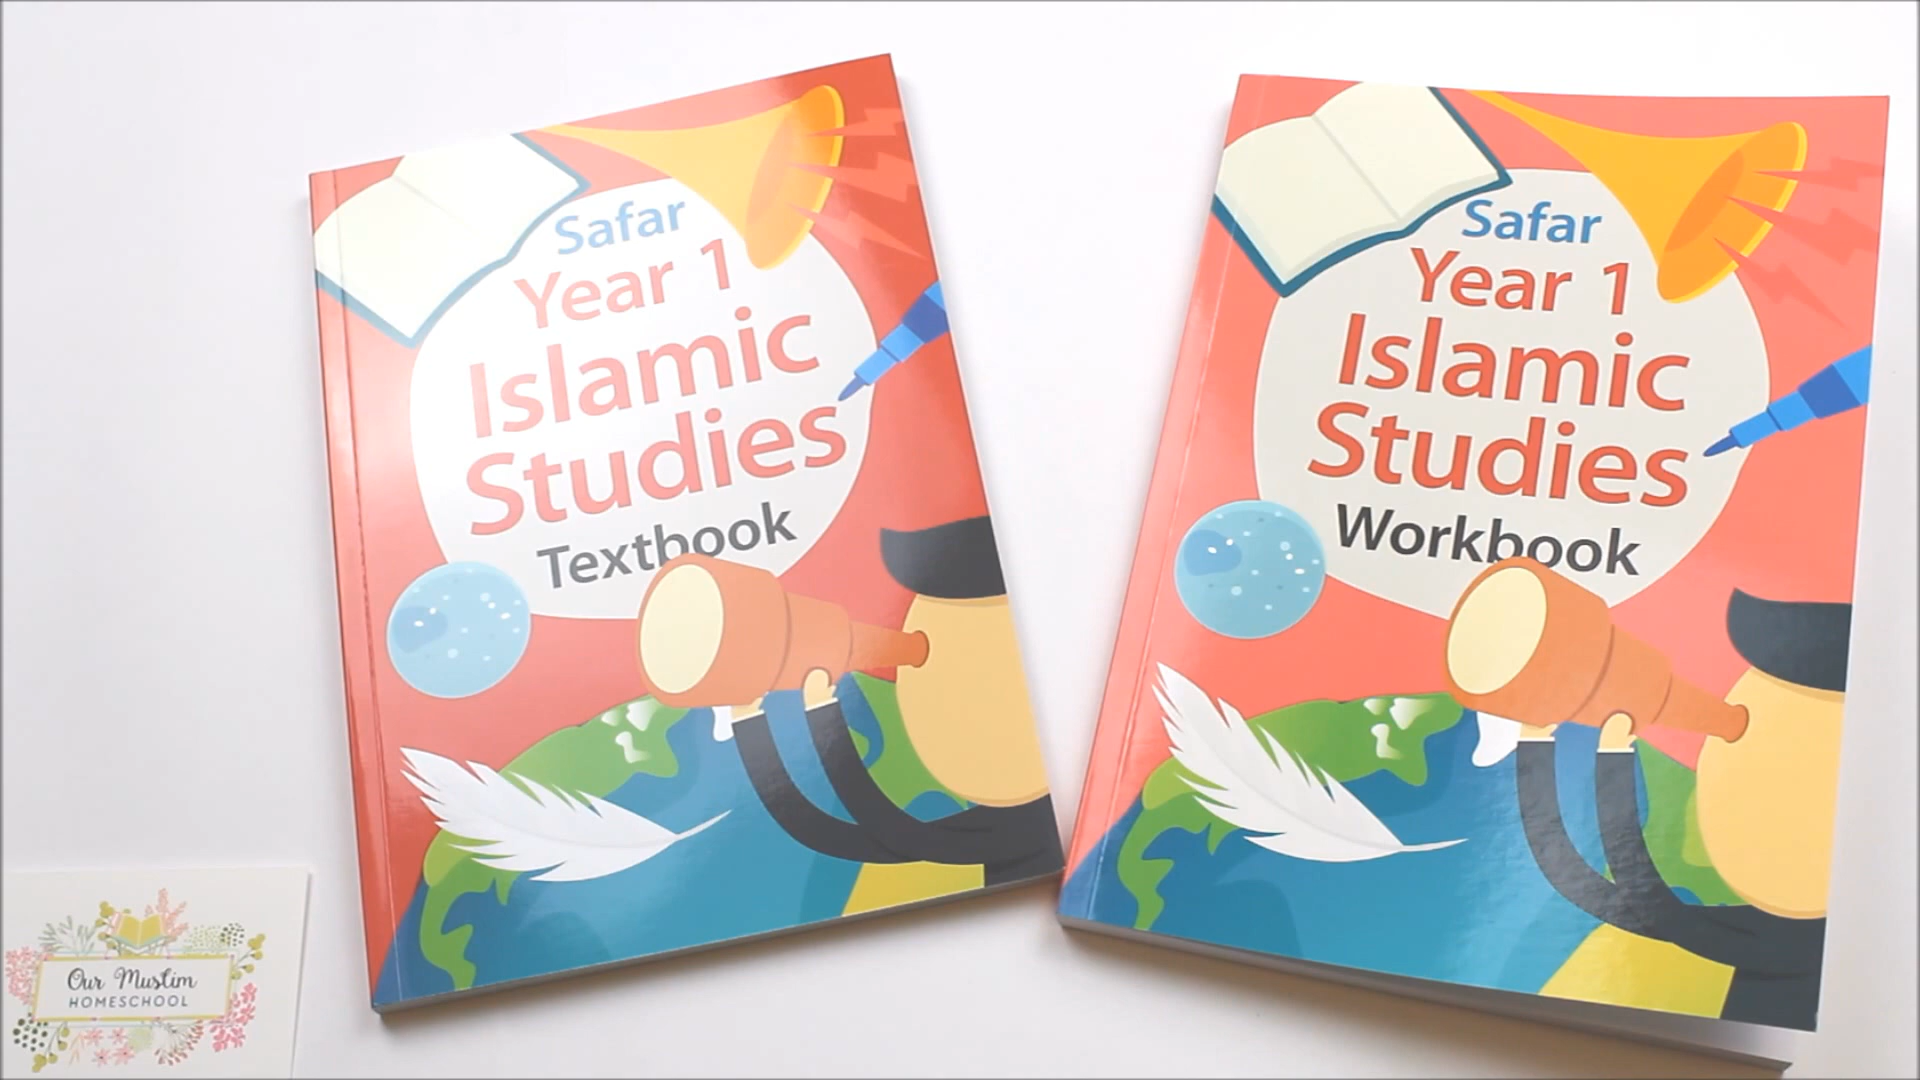 Safar
Year 1
Islamic
Studies
Textbook
Safar
Year 1
Islamic
Studies
Workbook
Our Muslim
HOMESCHOOL